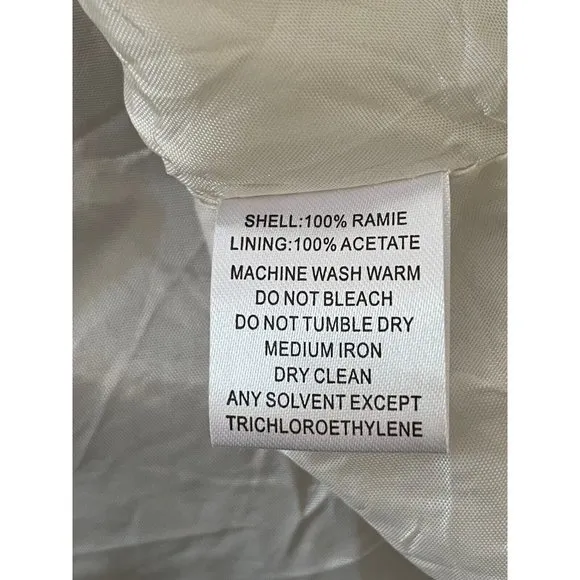 SHELL:100% RAMIE
LINING:100% ACETATE
MACHINE WASH WARM
DO NOT BLEACH
DO NOT TUMBLE DRY
MEDIUM IRON
DRY CLEAN
ANY SOLVENT EXCEPT
TRICHLOROETHYLENE